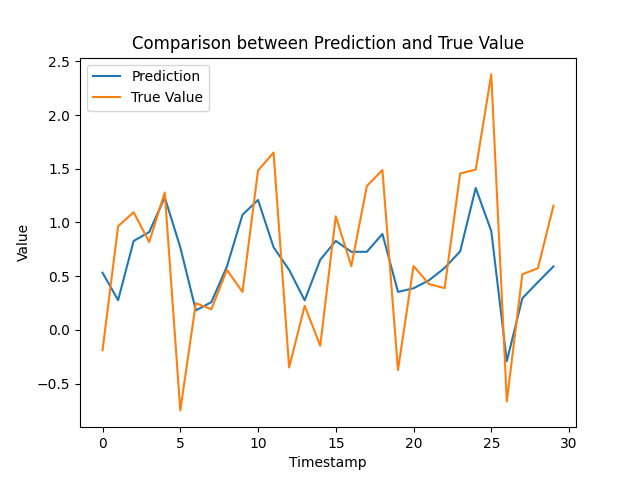 Comparison between Prediction and True Value
Prediction
True Value
2.5
2.0
1.5
1.0
0.5
0.0
−0.5
Value
0 5 10 15 20 25 30
Timestamp